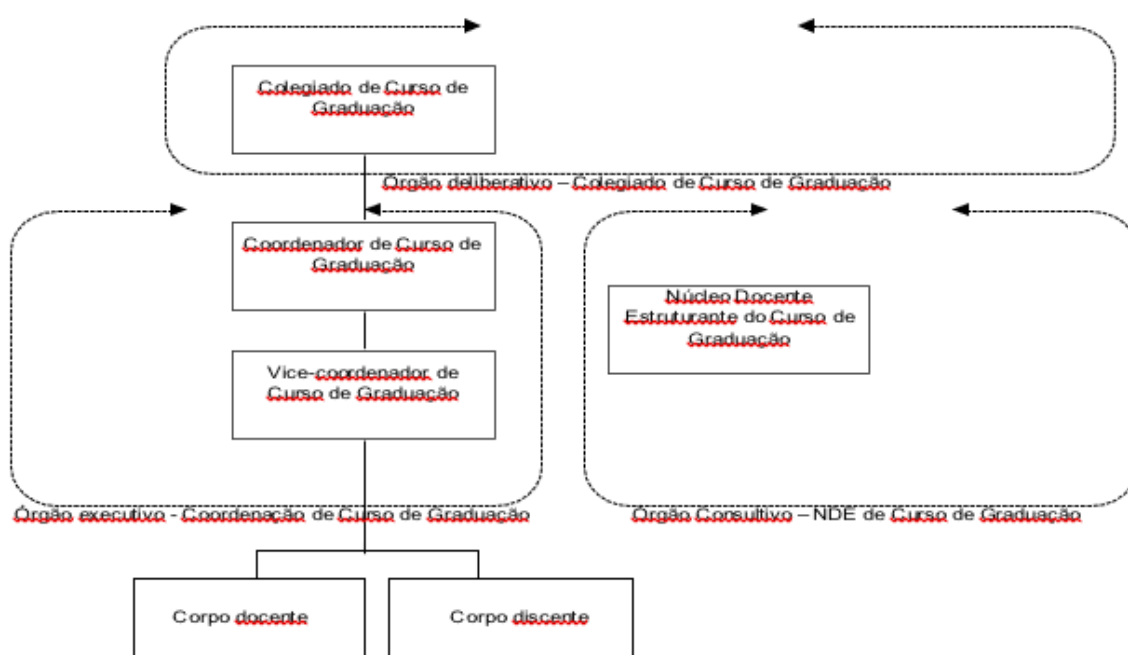 Colegiado de Curso de
Graduação
Órgão deliberativo – Colegiado de Curso de Graduação
Coordenador de Curso de
Graduação
Vice-coordenador de
Curso de Graduação
Órgão executivo - Coordenação de Curso de Graduação
Núcleo Docente
Estruturante do Curso de
Graduação
Órgão Consultivo – NDE de Curso de Graduação
Corpo docente
Corpo discente